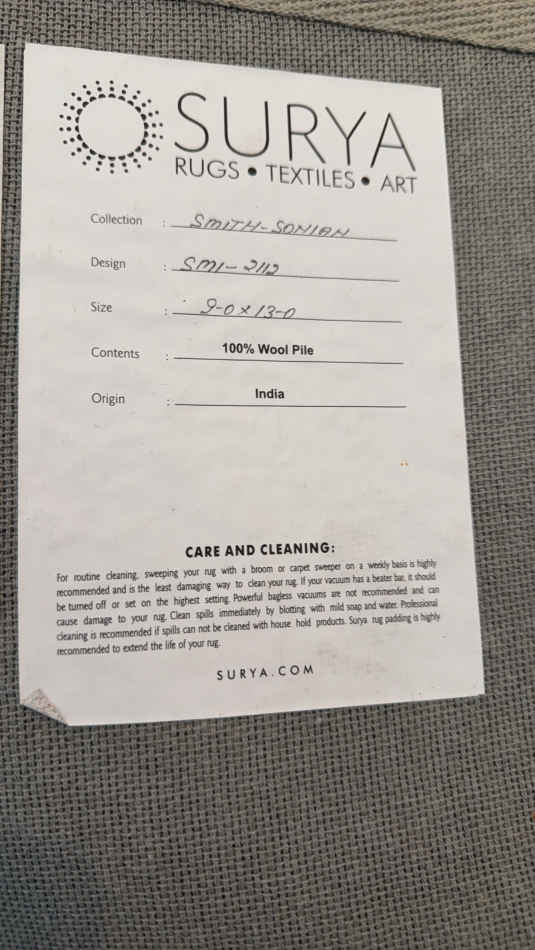 SURYA
RUGS • TEXTILES • ART
Collection : SMITH-SONIAN
Design : SMI-2112
Size : 9-0 x 13-0
Contents : 100% Wool Pile
Origin : India
CARE AND CLEANING:
For routine cleaning, sweeping your rug with a broom or carpet sweeper on a weekly basis is highly
recommended and is the least damaging way to clean your rug. If your vacuum has a beater bar, it should
be turned off or set on the highest setting. Powerful bagless vacuums are not recommended and can
cause damage to your rug. Clean spills immediately by blotting with mild soap and water. Professional
cleaning is recommended if spills can not be cleaned with house hold products. Surya rug padding is highly
recommended to extend the life of your rug.
SURYA.COM